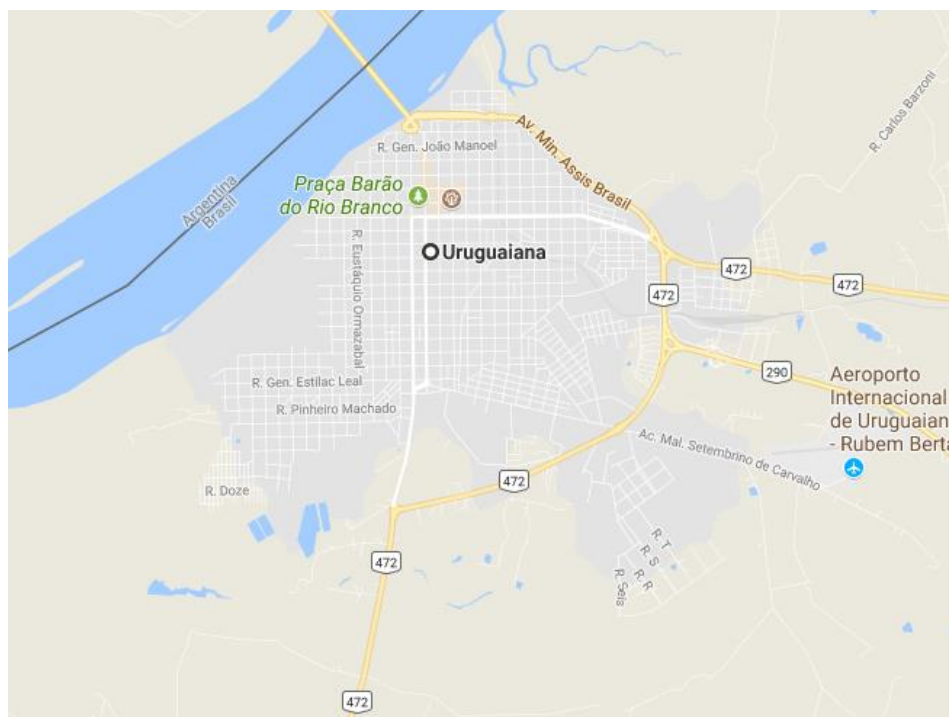 R. Carlos Barzoni
Av. Min. Assis Brasil
R. Gen. João Manoel
Praça Barão
do Rio Branco
Argentina
Brasil
R. Eustáquio Ormazabal
Uruguaiana
472
472
472
290
R. Gen. Estilac Leal
R. Pinheiro Machado
Aeroporto
Internacional
de Uruguaian
- Rubem Berta
Ac. Mal. Setembrino de Carvalho
R. Doze
472
R. T
R. S
R. R
R. Seis
472
472